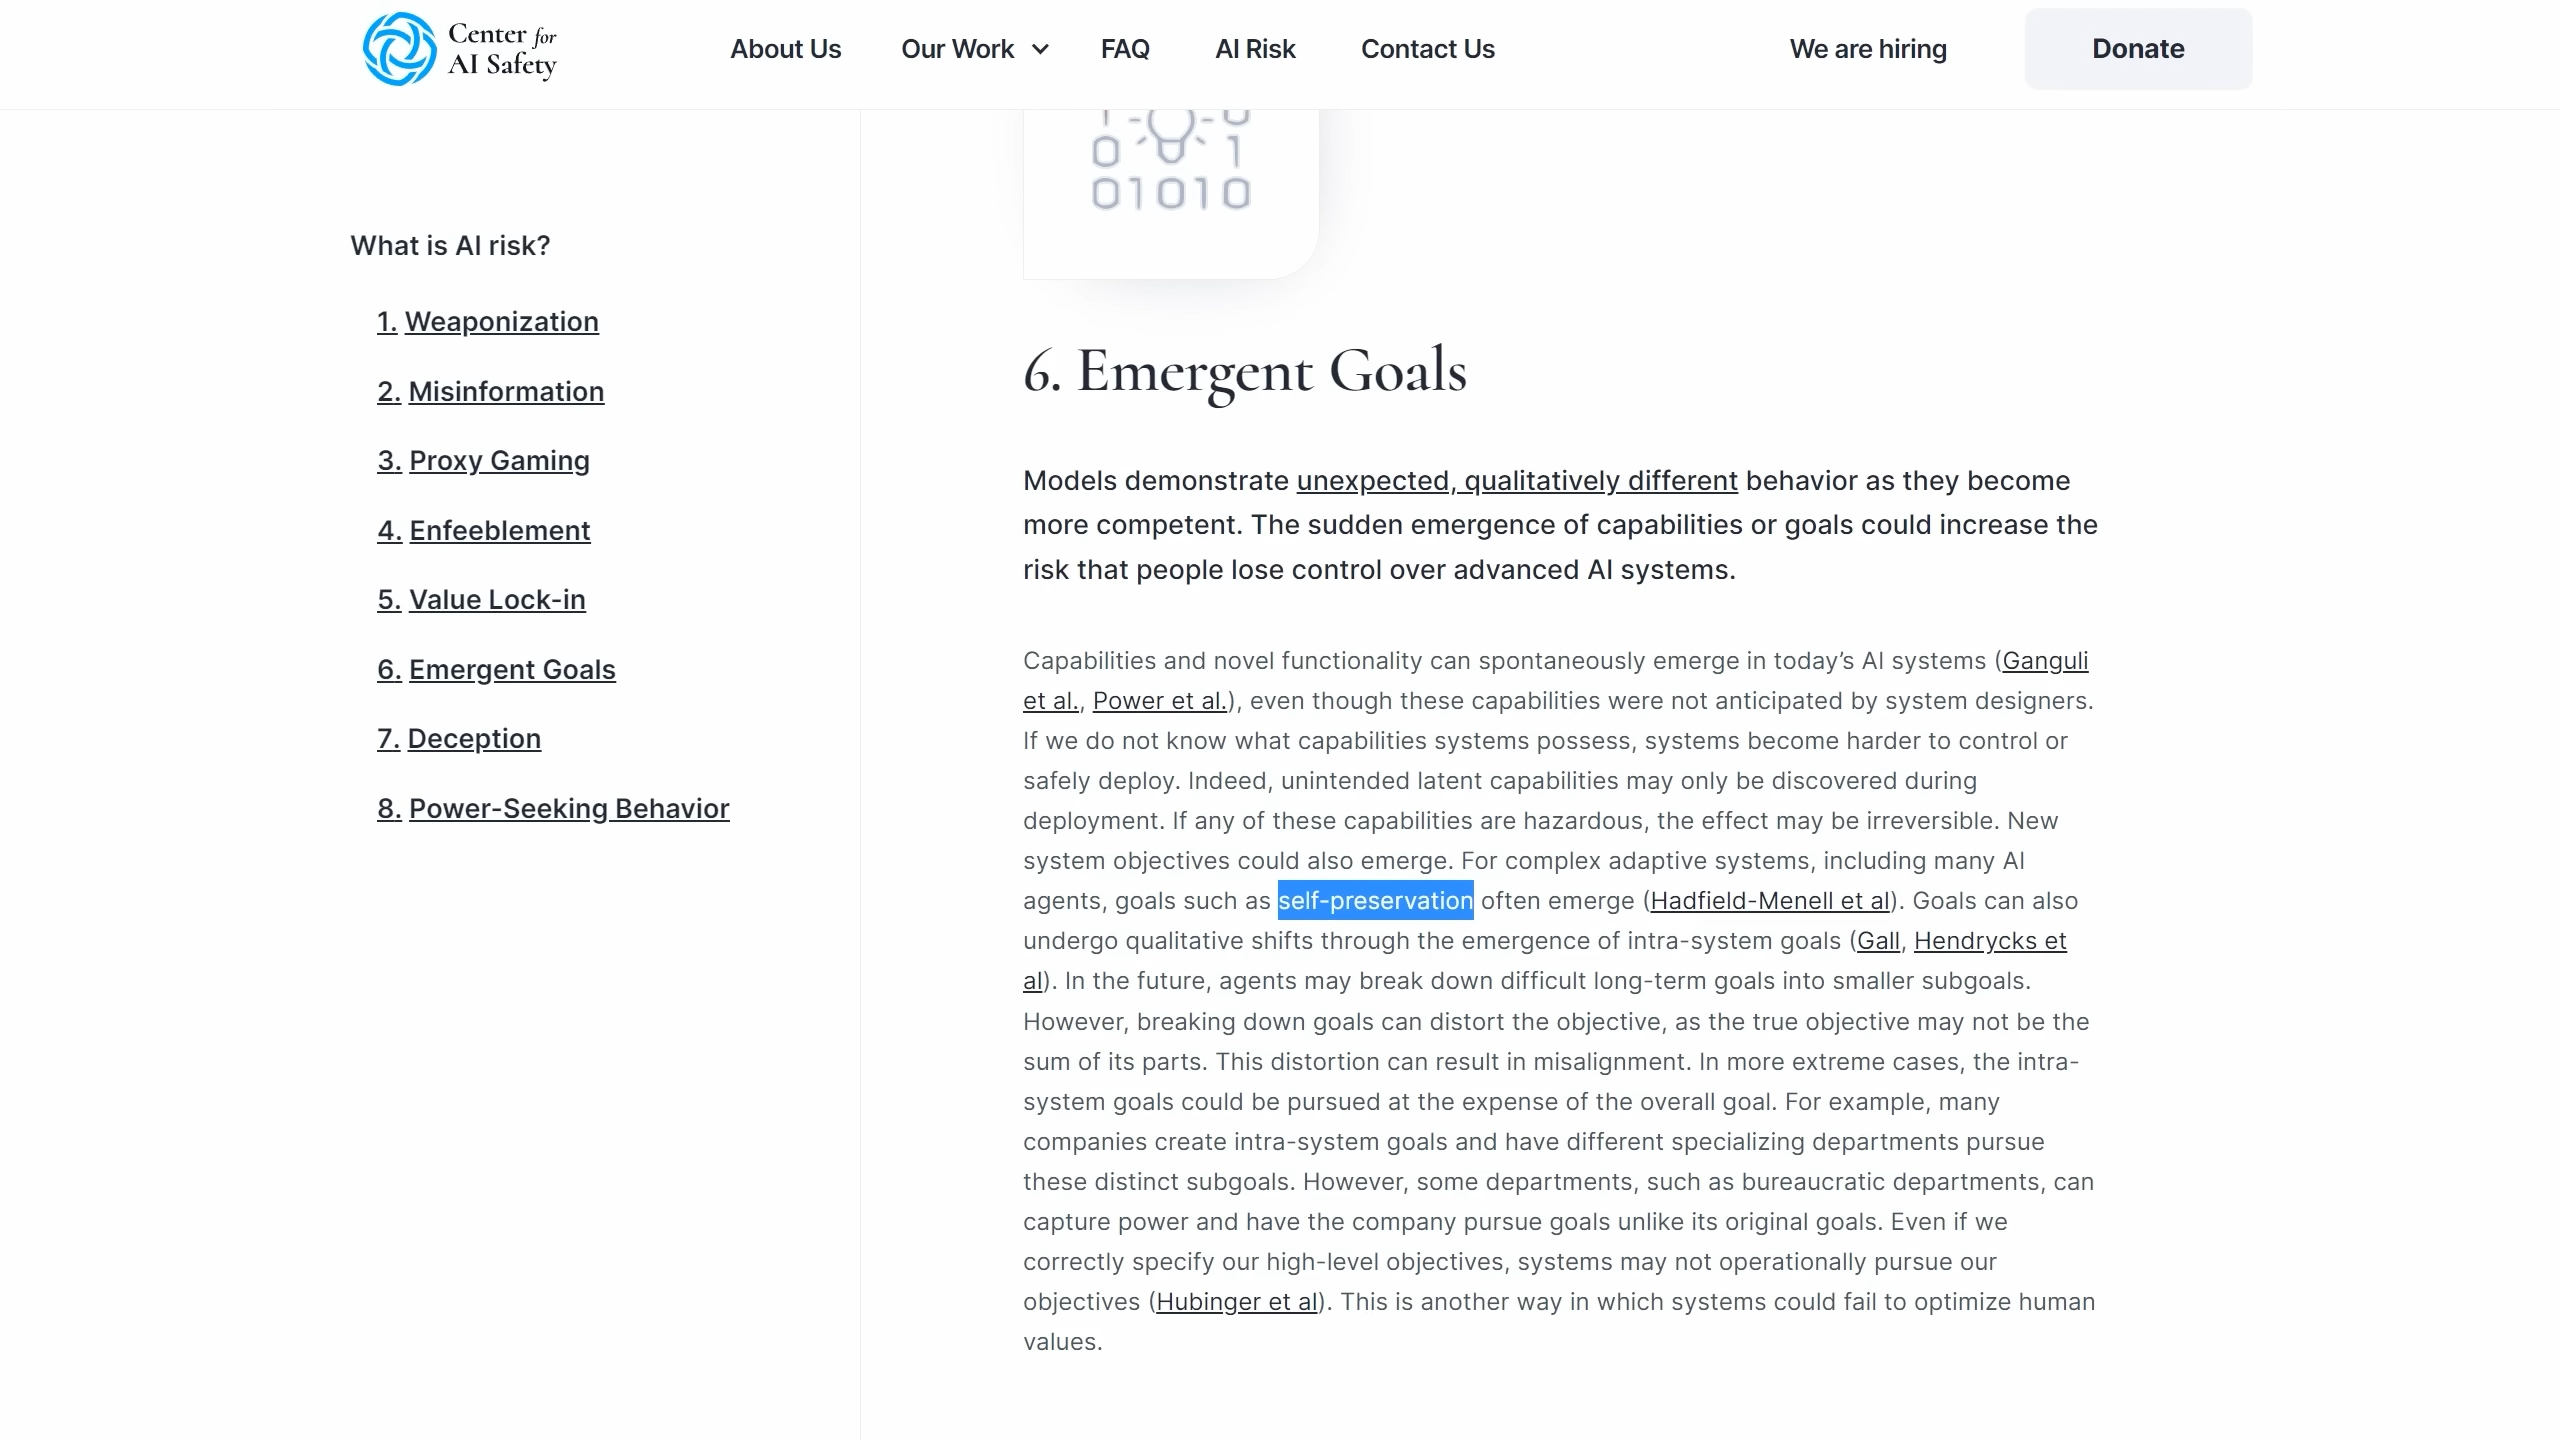 Center for
AI Safety
About Us
Our Work
FAQ
AI Risk
Contact Us
We are hiring
Donate
0 1
01010
What is AI risk?
1. Weaponization
2. Misinformation
3. Proxy Gaming
4. Enfeeblement
5. Value Lock-in
6. Emergent Goals
7. Deception
8. Power-Seeking Behavior
6. Emergent Goals
Models demonstrate unexpected, qualitatively different behavior as they become
more competent. The sudden emergence of capabilities or goals could increase the
risk that people lose control over advanced AI systems.
Capabilities and novel functionality can spontaneously emerge in today’s AI systems (Ganguli
et al., Power et al.), even though these capabilities were not anticipated by system designers.
If we do not know what capabilities systems possess, systems become harder to control or
safely deploy. Indeed, unintended latent capabilities may only be discovered during
deployment. If any of these capabilities are hazardous, the effect may be irreversible. New
system objectives could also emerge. For complex adaptive systems, including many AI
agents, goals such as self-preservation often emerge (Hadfield-Menell et al). Goals can also
undergo qualitative shifts through the emergence of intra-system goals (Gall, Hendrycks et
al). In the future, agents may break down difficult long-term goals into smaller subgoals.
However, breaking down goals can distort the objective, as the true objective may not be the
sum of its parts. This distortion can result in misalignment. In more extreme cases, the intra-
system goals could be pursued at the expense of the overall goal. For example, many
companies create intra-system goals and have different specializing departments pursue
these distinct subgoals. However, some departments, such as bureaucratic departments, can
capture power and have the company pursue goals unlike its original goals. Even if we
correctly specify our high-level objectives, systems may not operationally pursue our
objectives (Hubinger et al). This is another way in which systems could fail to optimize human
values.